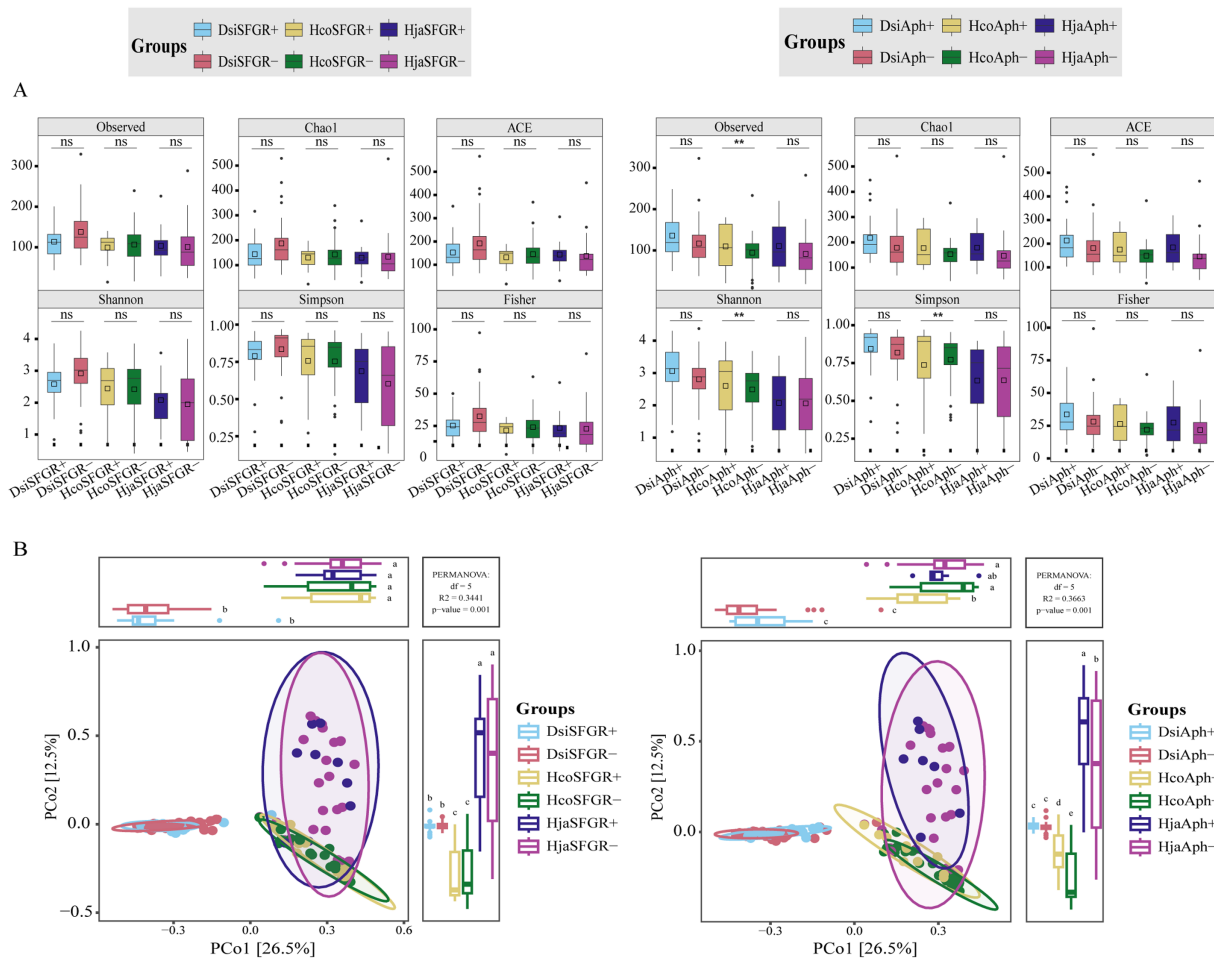 Groups
DsiSFGR+ HcoSFGR+ HjaSFGR+
DsiSFGR− HcoSFGR− HjaSFGR−
Groups
DsiAph+ HcoAph+ HjaAph+
DsiAph− HcoAph− HjaAph−
A
Observed Chao1 ACE
ns ns ns ns ns ns ns ns ns
300
200
100
500
400
300
200
100
500
400
300
200
100
Shannon Simpson Fisher
ns ns ns ns ns ns ns ns ns
4
3
2
1
1.00
0.75
0.50
0.25
100
75
50
25
0
DsiSFGR+ DsiSFGR− HcoSFGR+ HcoSFGR− HjaSFGR+ HjaSFGR−
DsiSFGR+ DsiSFGR− HcoSFGR+ HcoSFGR− HjaSFGR+ HjaSFGR−
DsiSFGR+ DsiSFGR− HcoSFGR+ HcoSFGR− HjaSFGR+ HjaSFGR−
Observed Chao1 ACE
ns ** ns ns ns ns ns ns ns
300
200
100
500
400
300
200
100
500
400
300
200
100
Shannon Simpson Fisher
ns ** ns ns ** ns ns ns ns
4
3
2
1
1.00
0.75
0.50
0.25
100
75
50
25
0
DsiAph+ DsiAph− HcoAph+ HcoAph− HjaAph+ HjaAph−
DsiAph+ DsiAph− HcoAph+ HcoAph− HjaAph+ HjaAph−
DsiAph+ DsiAph− HcoAph+ HcoAph− HjaAph+ HjaAph−
B
a
a
a
a
b
b
PERMANOVA:
df = 5
R2 = 0.3441
p−value = 0.001
1.0
0.5
0.0
−0.5
PCo2 [12.5%]
−0.3 0.0 0.3 0.6
PCo1 [26.5%]
b b c c a a
Groups
DsiSFGR+
DsiSFGR−
HcoSFGR+
HcoSFGR−
HjaSFGR+
HjaSFGR−
a
ab
a
b
c
c
PERMANOVA:
df = 5
R2 = 0.3663
p−value = 0.001
1.0
0.5
0.0
−0.5
PCo2 [12.5%]
−0.3 0.0 0.3
PCo1 [26.5%]
c c d e a b
Groups
DsiAph+
DsiAph−
HcoAph+
HcoAph−
HjaAph+
HjaAph−